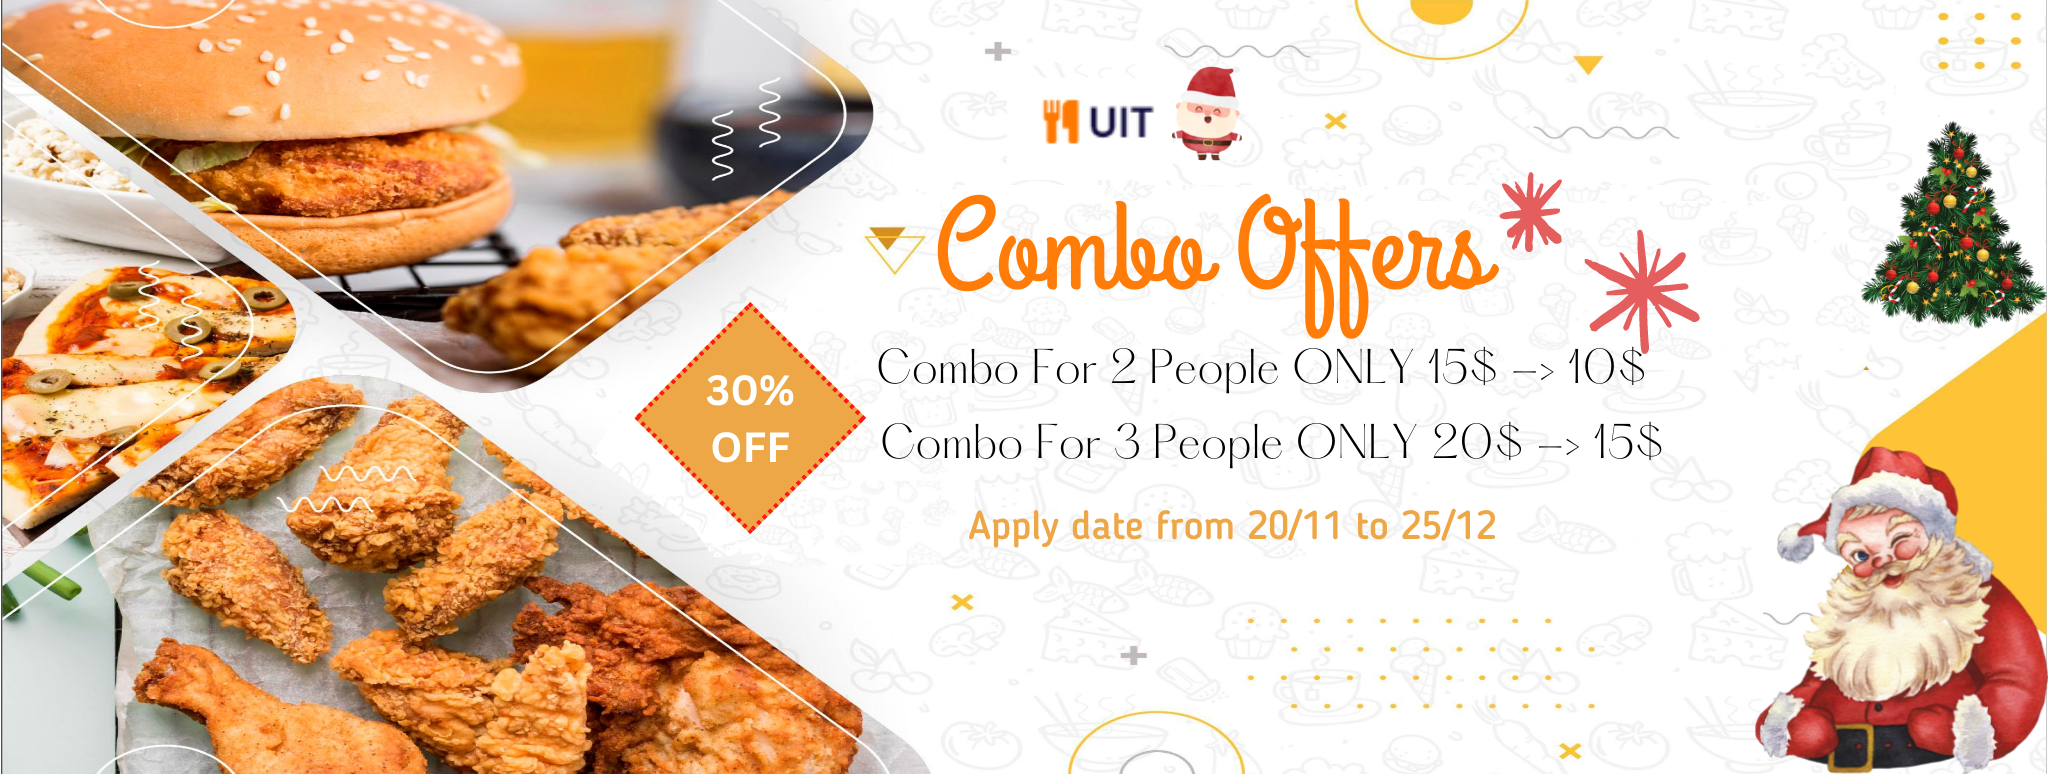 UIT
Combo Offers
30%
OFF
Combo For 2 People ONLY 15$ –> 10$
Combo For 3 People ONLY 20$ –> 15$
Apply date from 20/11 to 25/12